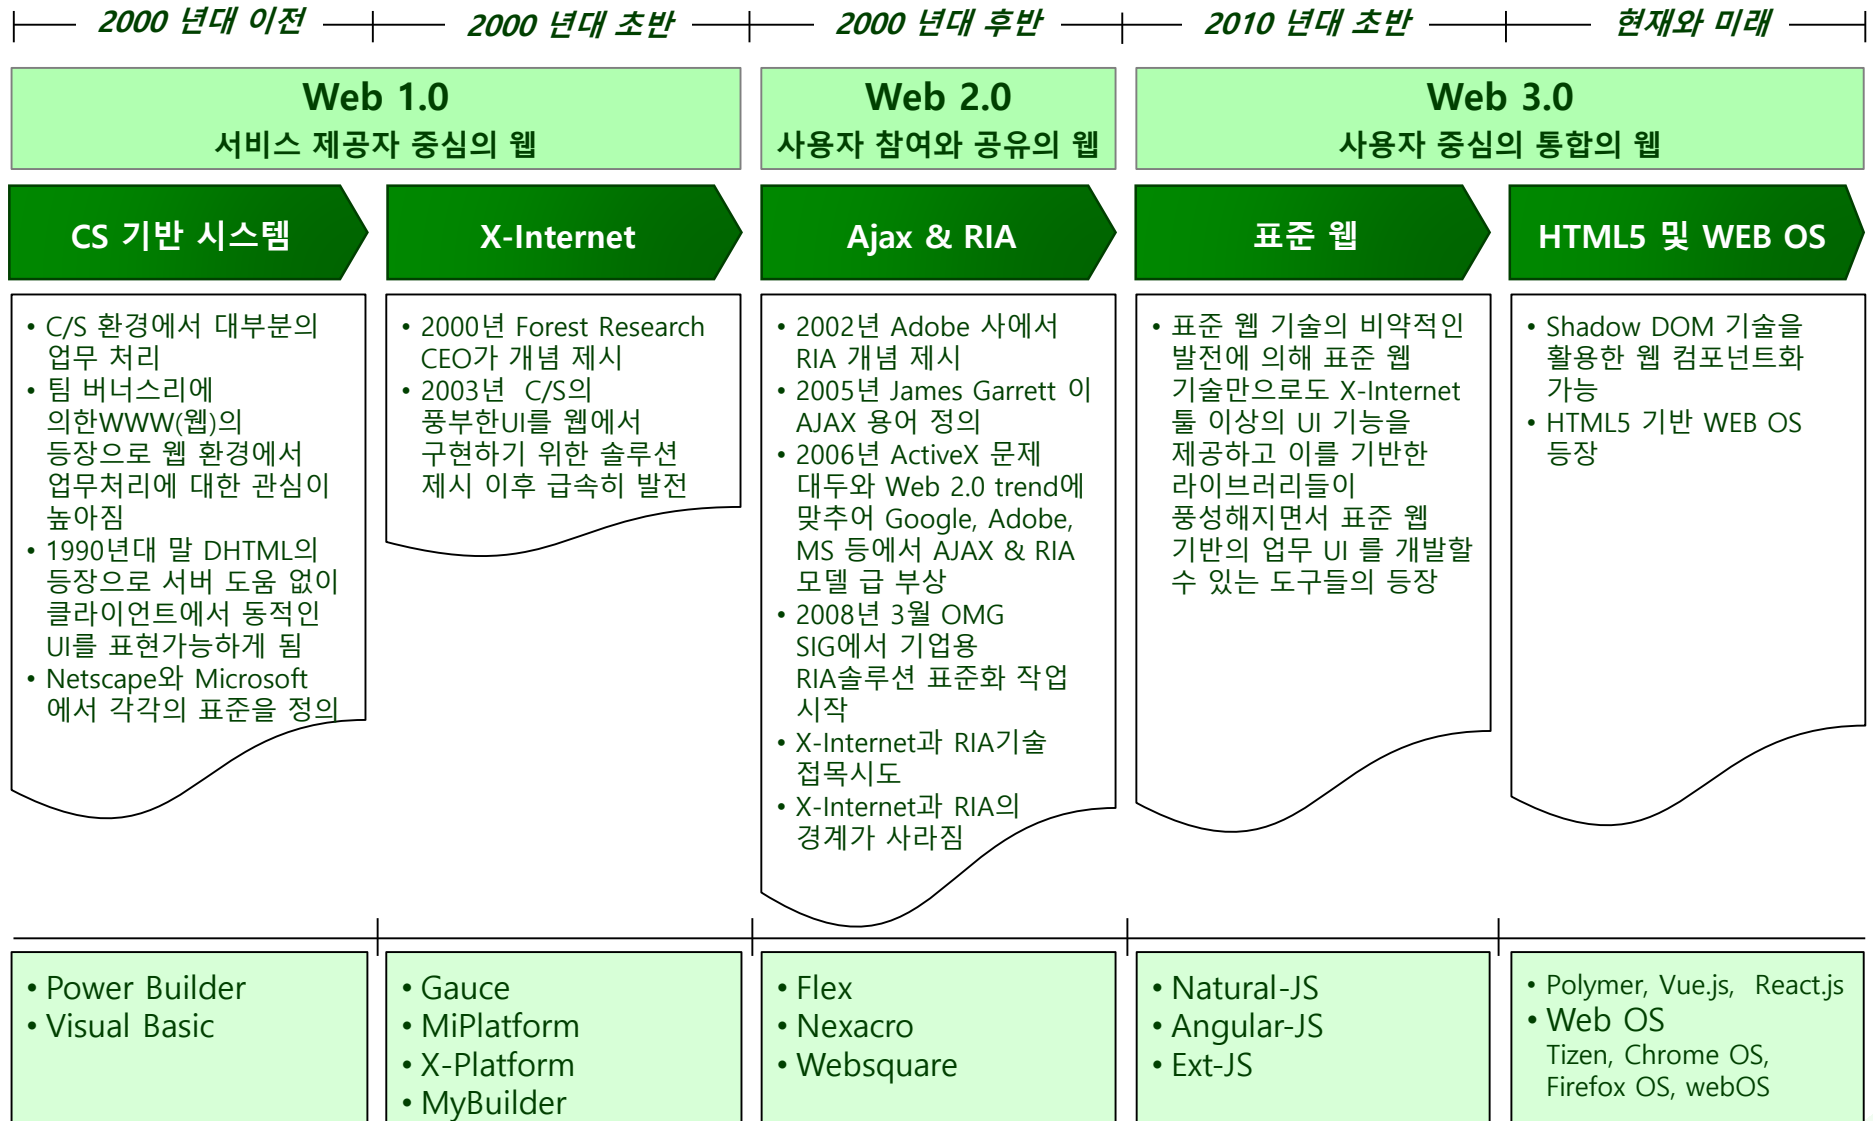 2000 년대 이전
2000 년대 초반
2000 년대 후반
2010 년대 초반
현재와 미래
Web 1.0
서비스 제공자 중심의 웹
Web 2.0
사용자 참여와 공유의 웹
Web 3.0
사용자 중심의 통합의 웹
CS 기반 시스템
X-Internet
Ajax & RIA
표준 웹
HTML5 및 WEB OS
• C/S 환경에서 대부분의
업무 처리
• 팀 버너스리에
의한WWW(웹)의
등장으로 웹 환경에서
업무처리에 대한 관심이
높아짐
• 1990년대 말 DHTML의
등장으로 서버 도움 없이
클라이언트에서 동적인
UI를 표현가능하게 됨
• Netscape와 Microsoft
에서 각각의 표준을 정의
• 2000년 Forest Research
CEO가 개념 제시
• 2003년 C/S의
풍부한UI를 웹에서
구현하기 위한 솔루션
제시 이후 급속히 발전
• 2002년 Adobe 사에서
RIA 개념 제시
• 2005년 James Garrett 이
AJAX 용어 정의
• 2006년 ActiveX 문제
대두와 Web 2.0 trend에
맞추어 Google, Adobe,
MS 등에서 AJAX & RIA
모델 급 부상
• 2008년 3월 OMG
SIG에서 기업용
RIA솔루션 표준화 작업
시작
• X-Internet과 RIA기술
접목시도
• X-Internet과 RIA의
경계가 사라짐
• 표준 웹 기술의 비약적인
발전에 의해 표준 웹
기술만으로도 X-Internet
툴 이상의 UI 기능을
제공하고 이를 기반한
라이브러리들이
풍성해지면서 표준 웹
기반의 업무 UI 를 개발할
수 있는 도구들의 등장
• Shadow DOM 기술을
활용한 웹 컴포넌트화
가능
• HTML5 기반 WEB OS
등장
• Power Builder
• Visual Basic
• Gauce
• MiPlatform
• X-Platform
• MyBuilder
• Flex
• Nexacro
• Websquare
• Natural-JS
• Angular-JS
• Ext-JS
• Polymer, Vue.js, React.js
• Web OS
Tizen, Chrome OS,
Firefox OS, webOS